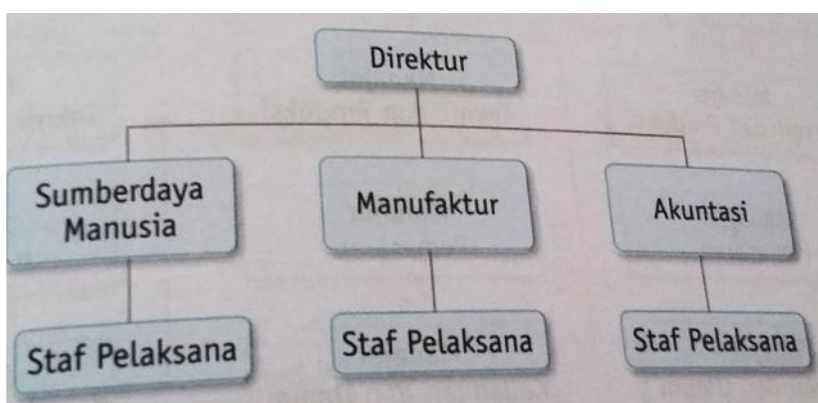 Direktur
Sumberdaya
Manusia
Manufaktur
Akuntasi
Staf Pelaksana
Staf Pelaksana
Staf Pelaksana